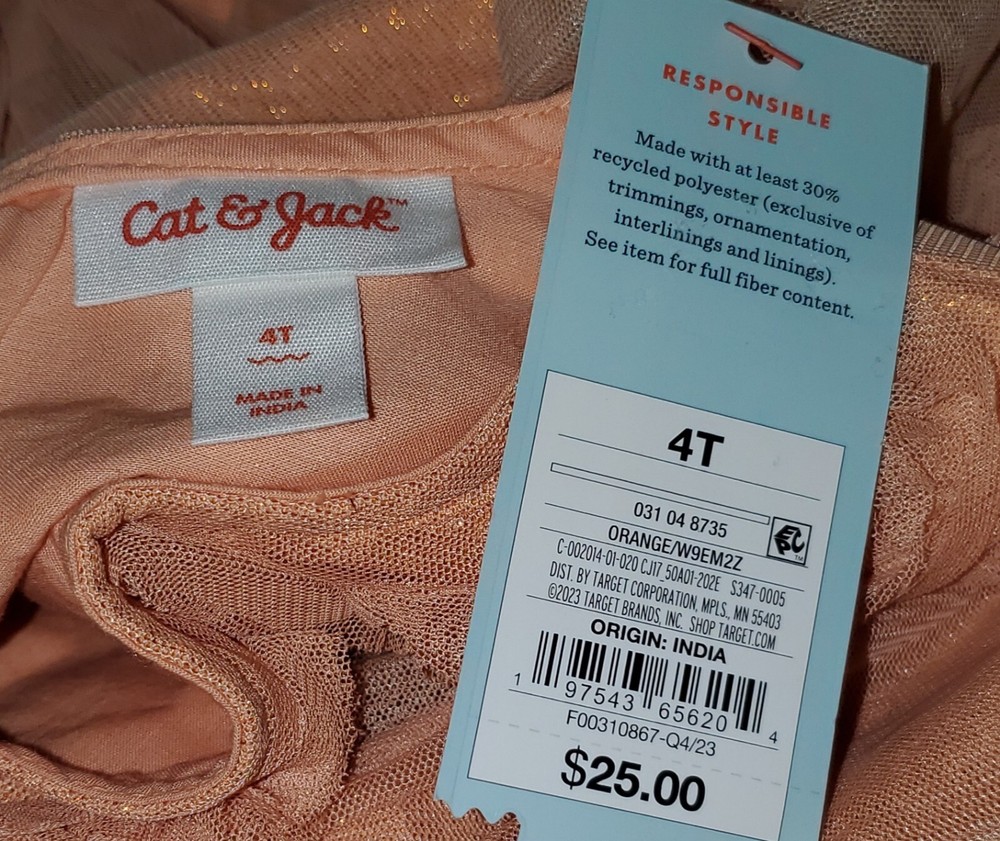 Cat & Jack™
4T
MADE IN
INDIA
RESPONSIBLE
STYLE
Made with at least 30%
recycled polyester (exclusive of
trimmings, ornamentation,
interlinings and linings).
See item for full fiber content.
4T
031 04 8735
EPC™
ORANGE/W9EM2Z
C-002014-01-020 CJ17_50A01-202E S347-0005
DIST. BY TARGET CORPORATION, MPLS, MN 55403
©2023 TARGET BRANDS, INC. SHOP TARGET.COM
ORIGIN: INDIA
1 97543 65620 4
F00310867-Q4/23
$25.00